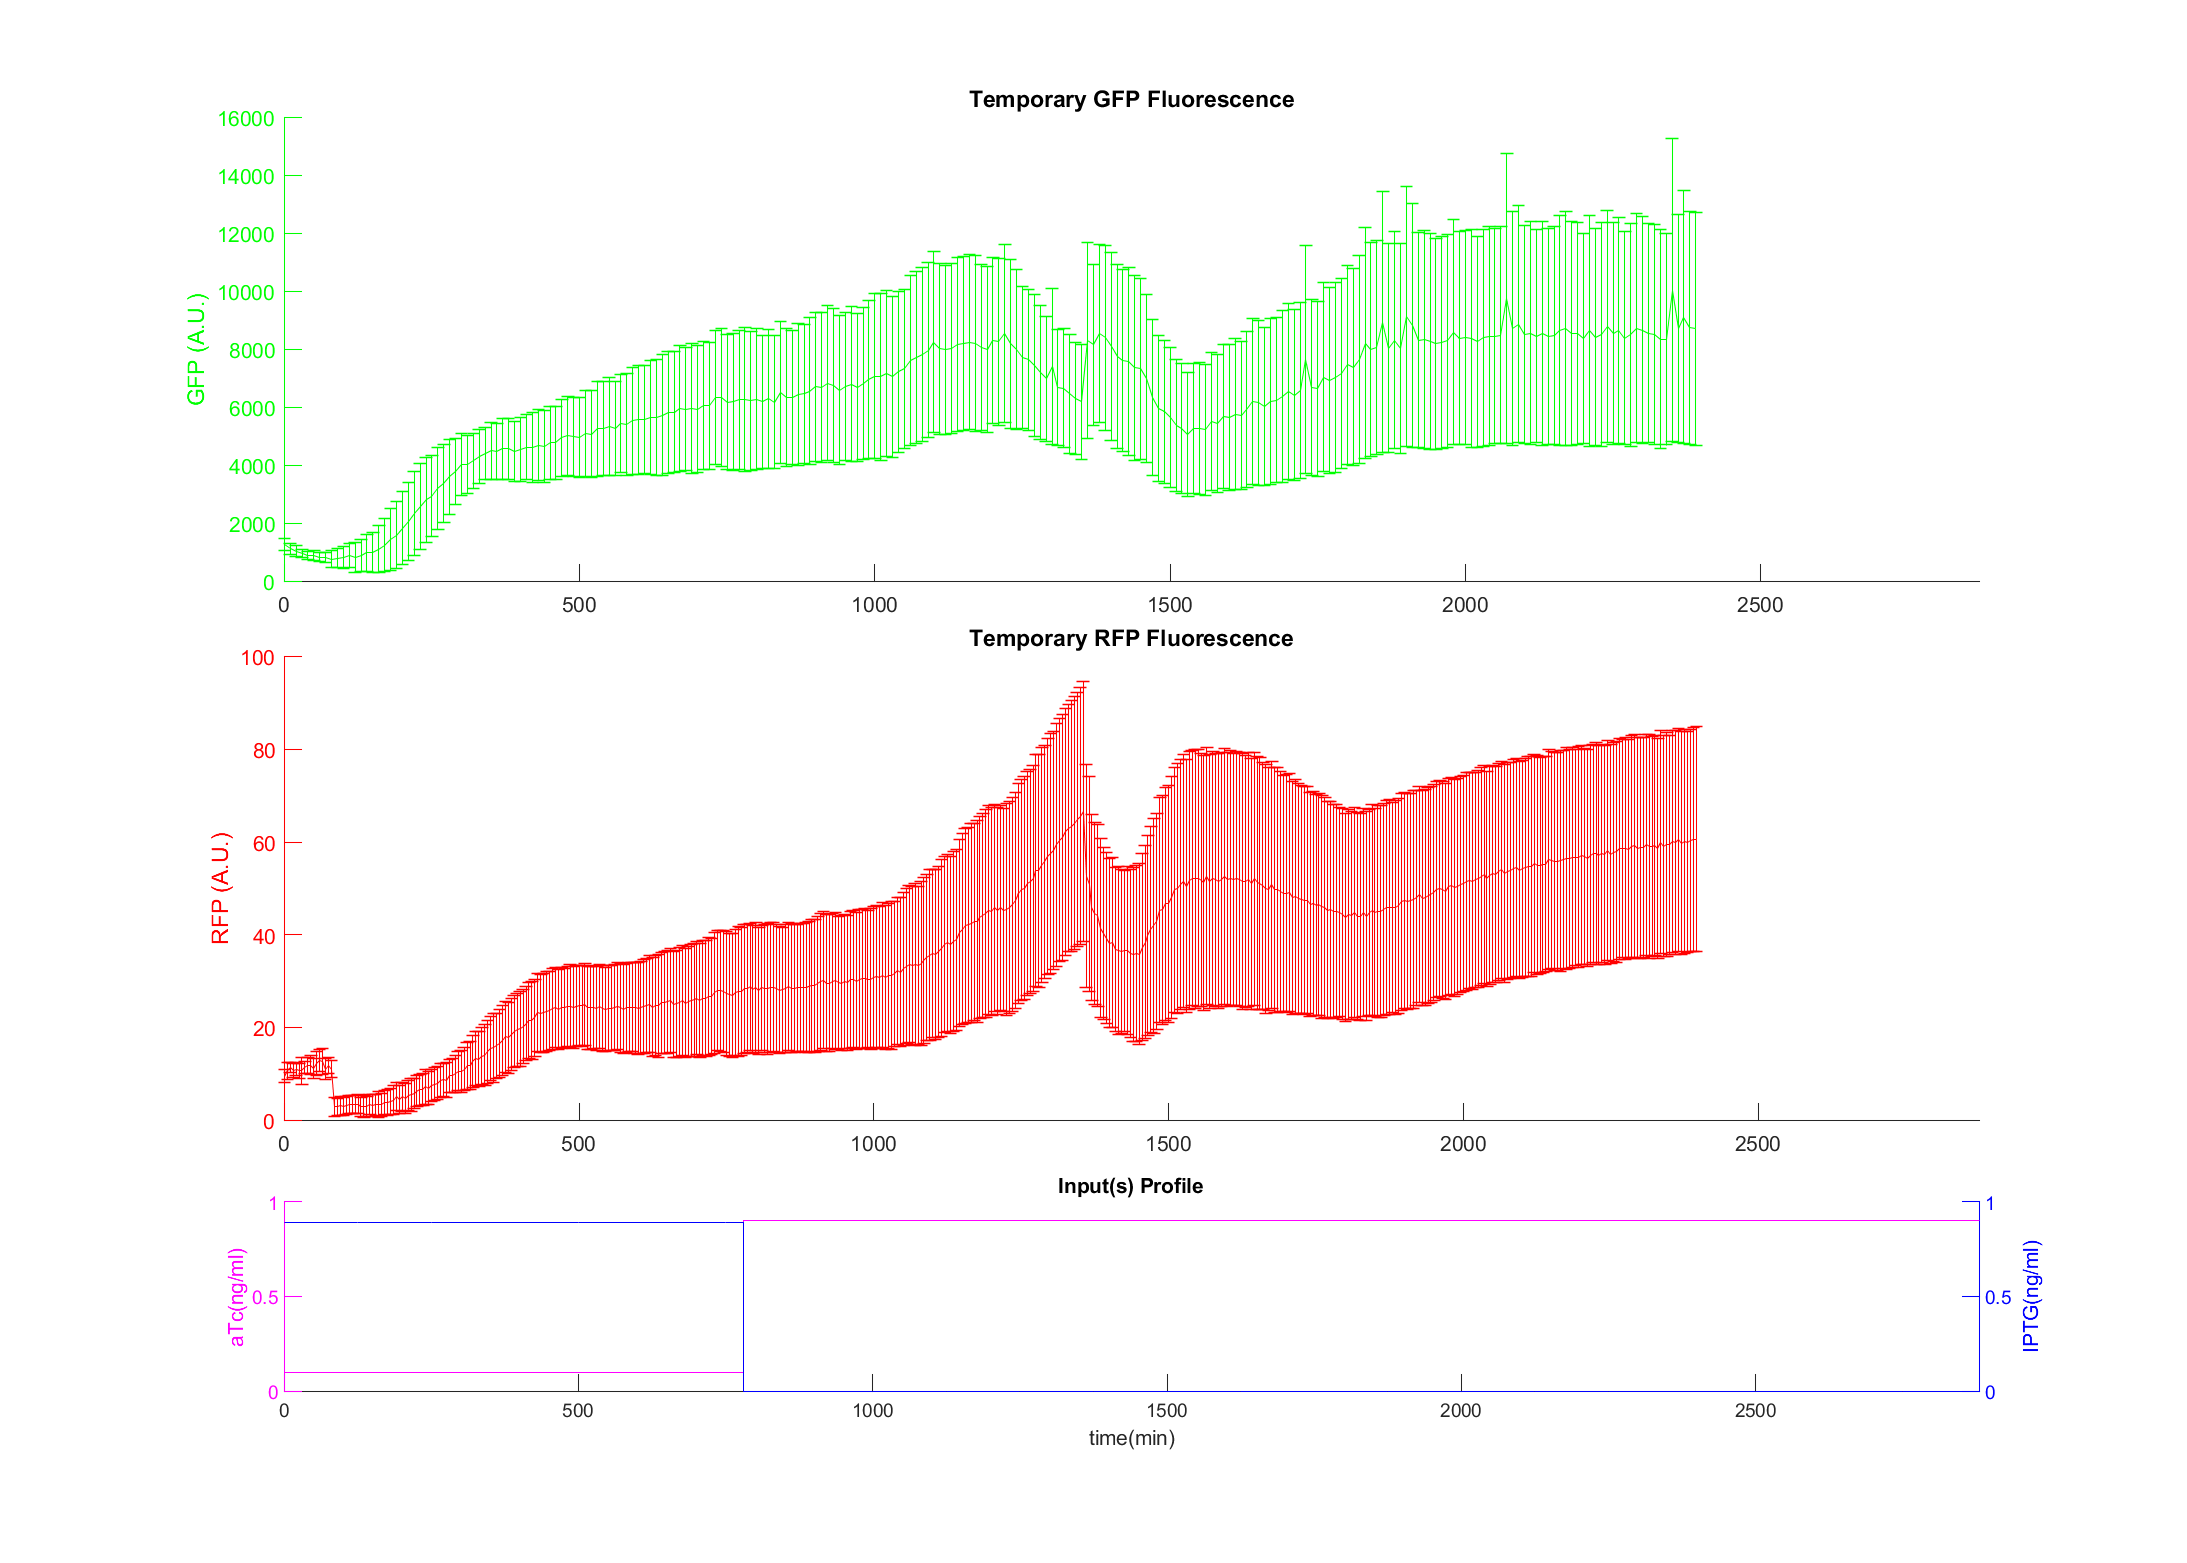 Temporary GFP Fluorescence
16000
14000
12000
10000
8000
6000
4000
2000
0
GFP (A.U.)
0 500 1000 1500 2000 2500
Temporary RFP Fluorescence
100
80
60
40
20
0
RFP (A.U.)
0 500 1000 1500 2000 2500
Input(s) Profile
1
0.5
0
aTc(ng/ml)
1
0.5
0
IPTG(ng/ml)
0 500 1000 1500 2000 2500
time(min)